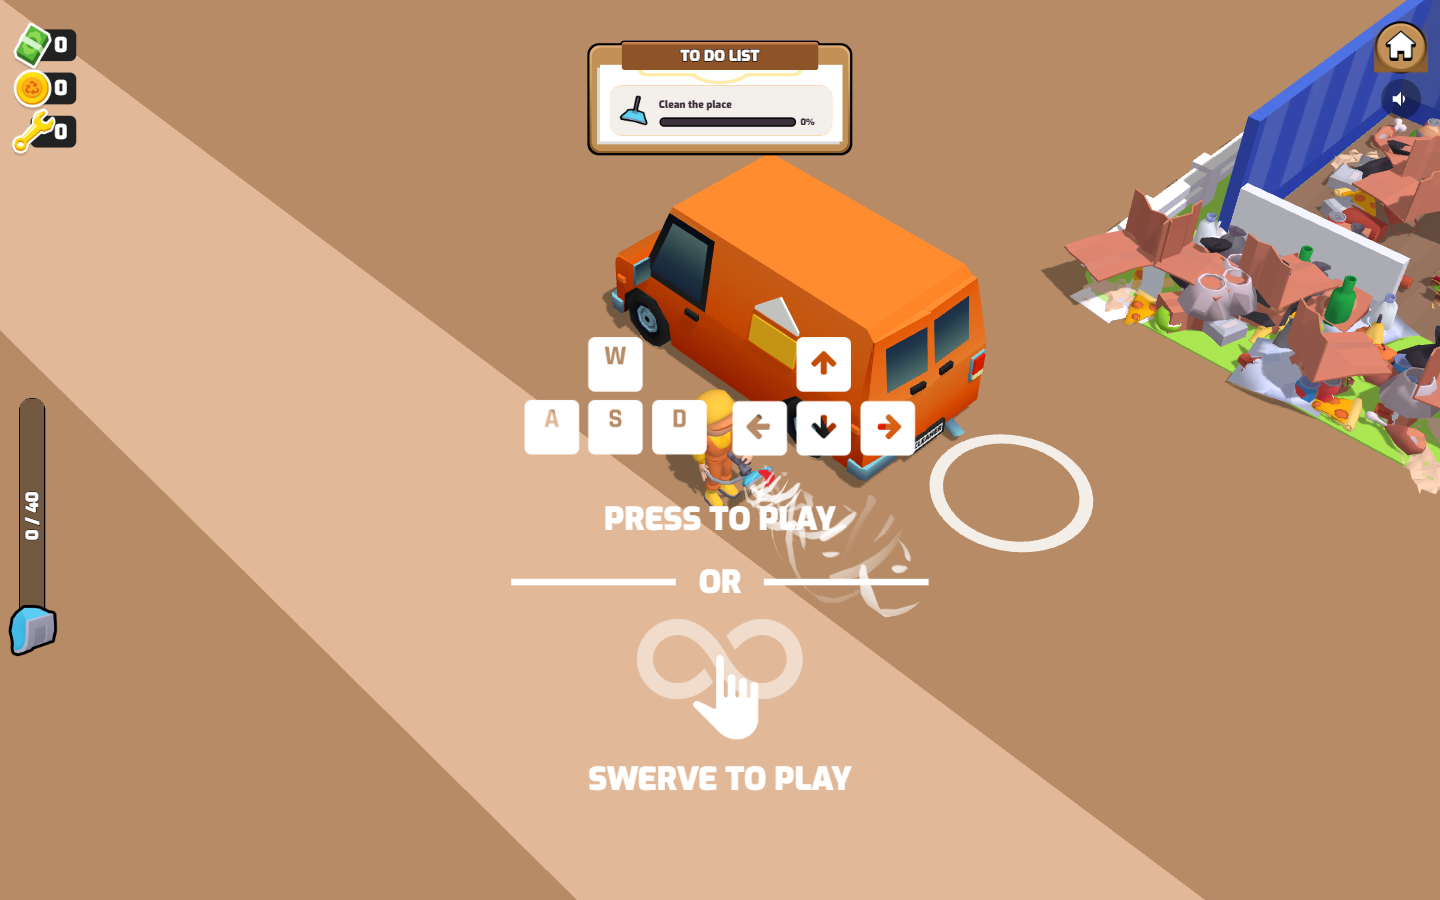 0
0
0
TO DO LIST
Clean the place
0%
W
A S D
CLEANER
0 / 40
PRESS TO PLAY
OR
SWERVE TO PLAY